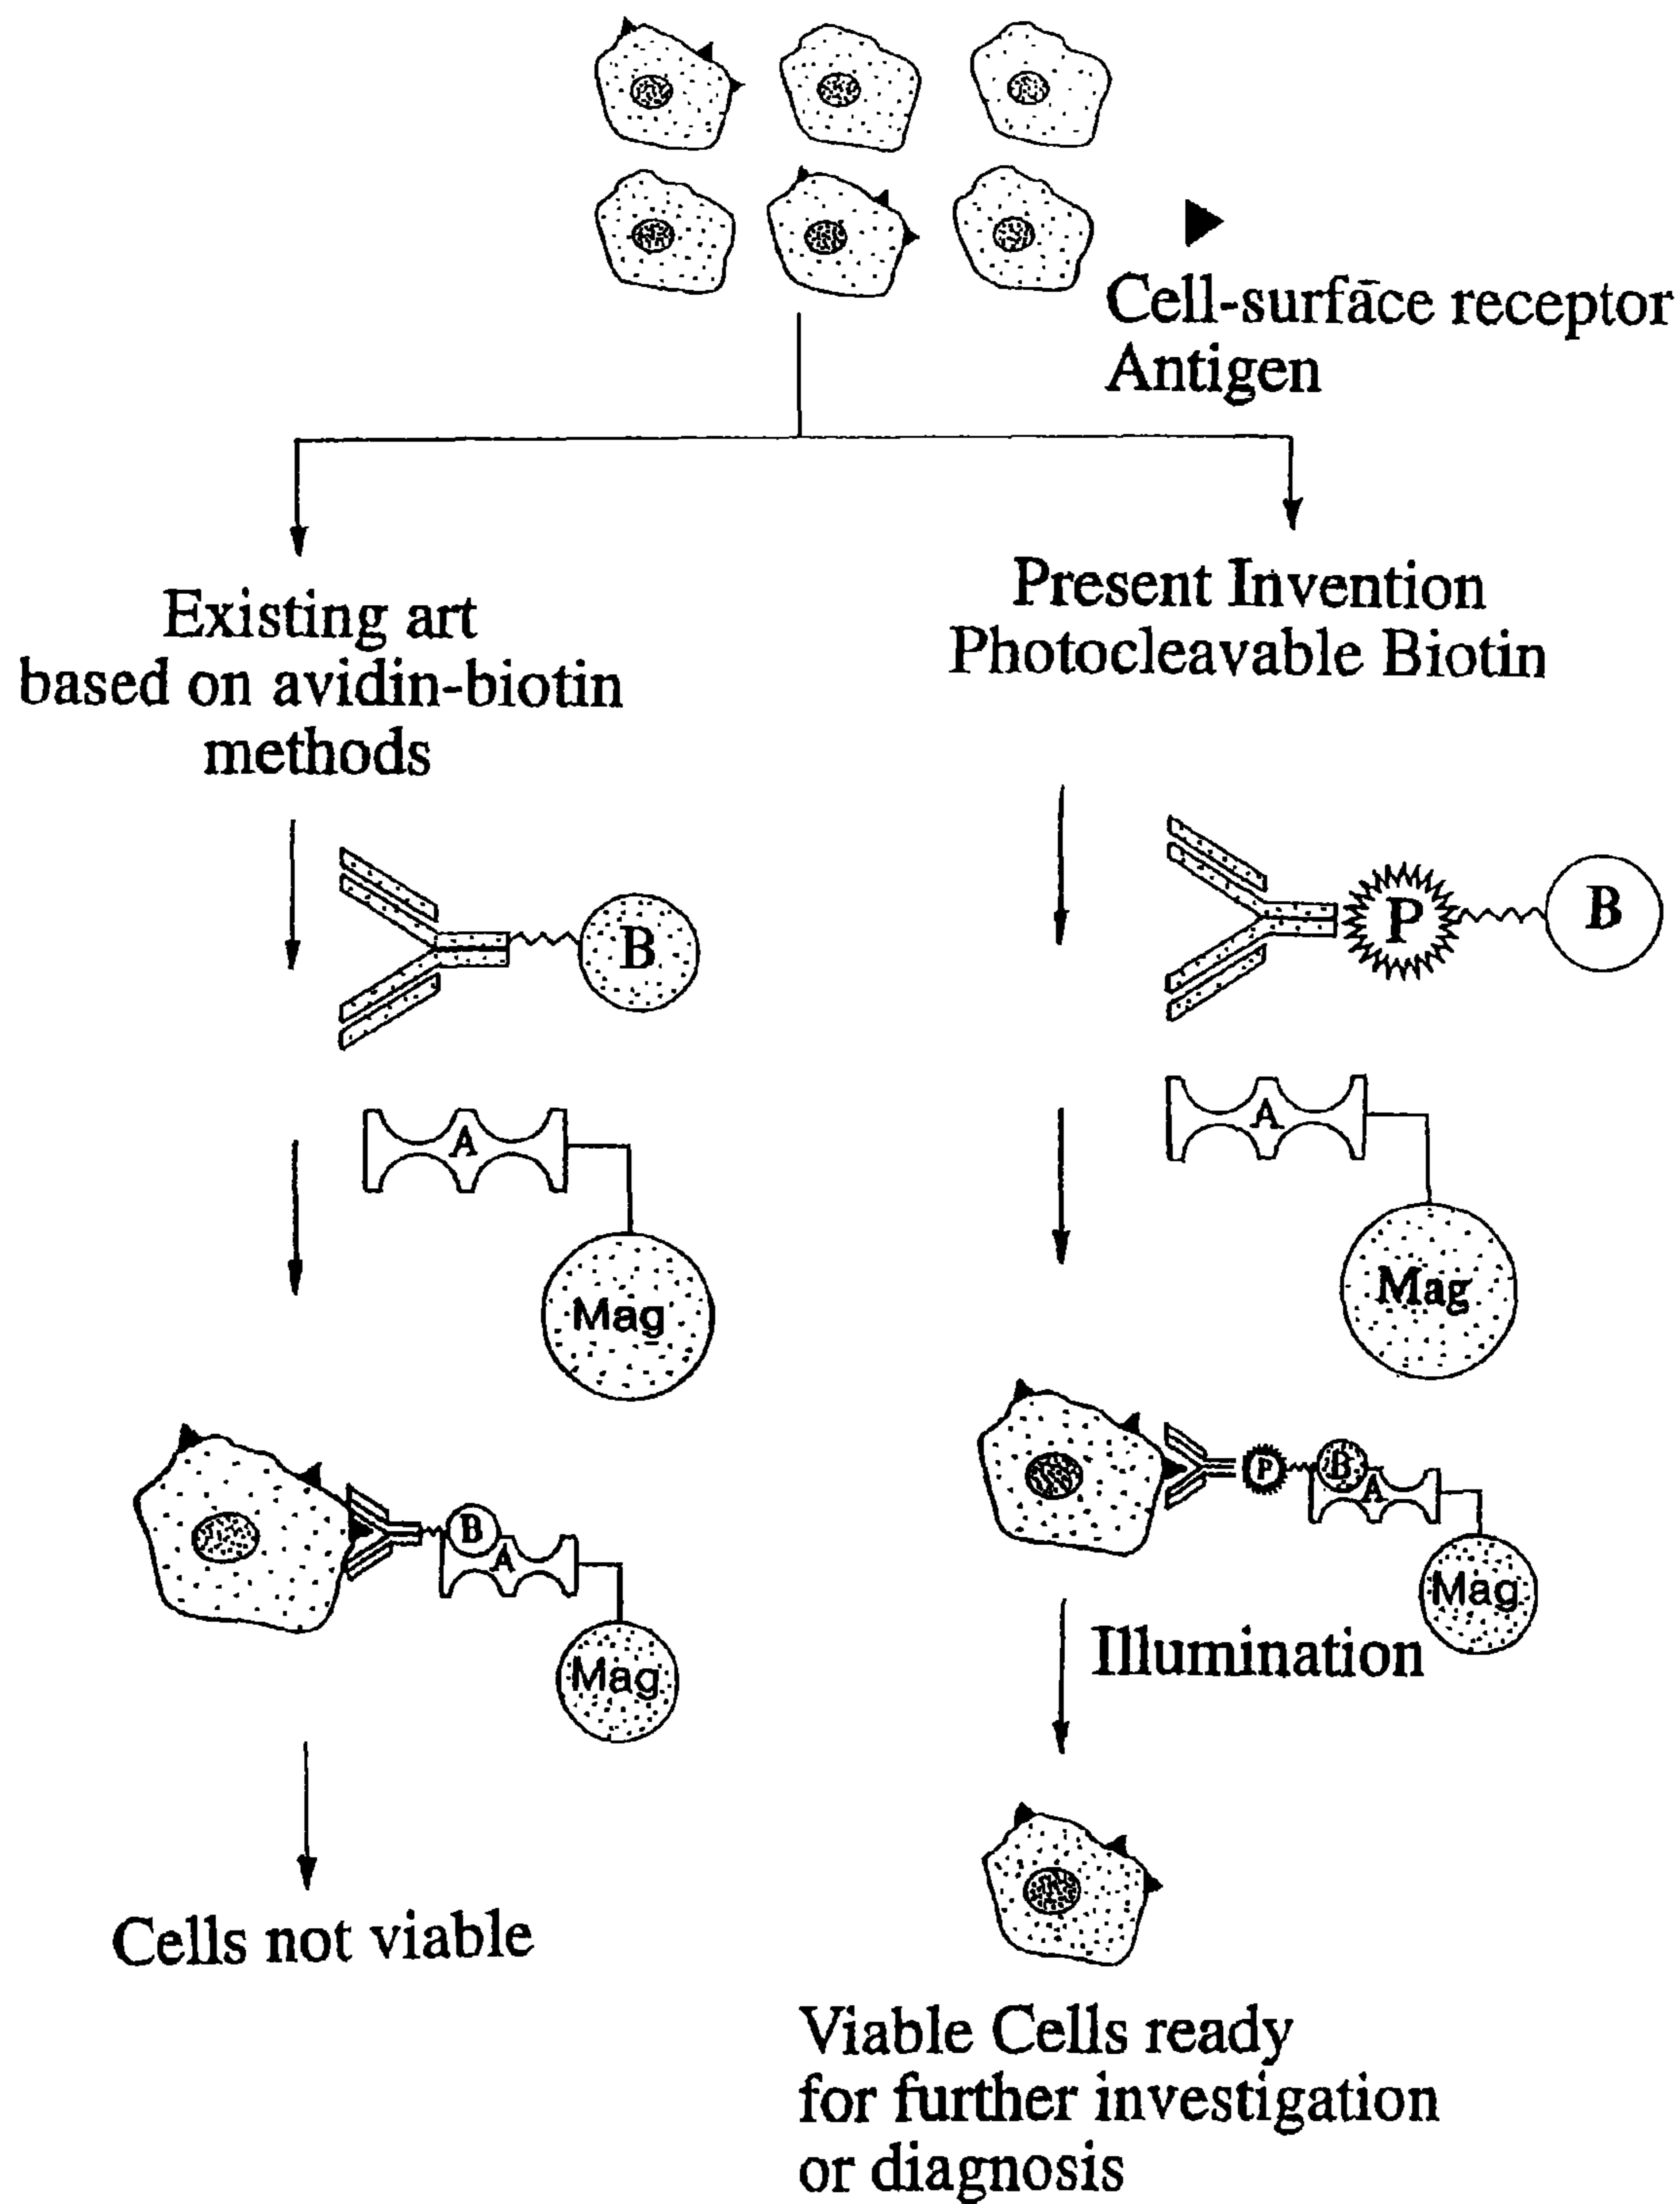 Cell-surface receptor
Antigen
Existing art
based on avidin-biotin
methods
B
A
Mag
B
A
Mag
Cells not viable
Present Invention
Photocleavable Biotin
P
B
A
Mag
P
B
A
Mag
Illumination
Viable Cells ready
for further investigation
or diagnosis